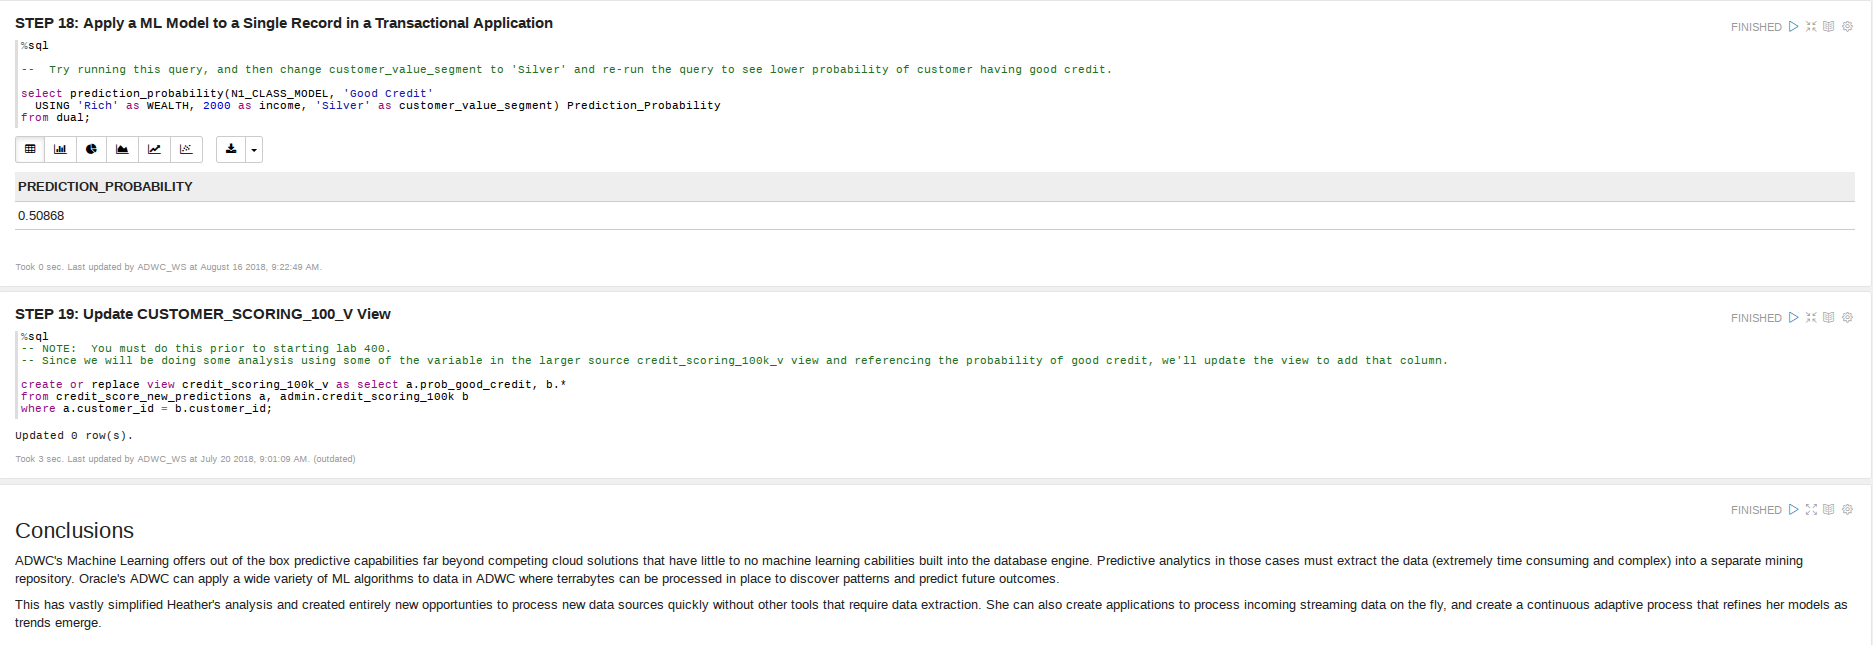 STEP 18: Apply a ML Model to a Single Record in a Transactional Application
FINISHED
%sql
--  Try running this query, and then change customer_value_segment to 'Silver' and re-run the query to see lower probability of customer having good credit.
select prediction_probability(N1_CLASS_MODEL, 'Good Credit'
  USING 'Rich' as WEALTH, 2000 as income, 'Silver' as customer_value_segment) Prediction_Probability
from dual;
PREDICTION_PROBABILITY
0.50868
Took 0 sec. Last updated by ADWC_WS at August 16 2018, 9:22:49 AM.
STEP 19: Update CUSTOMER_SCORING_100_V View
FINISHED
%sql
-- NOTE:  You must do this prior to starting lab 400.
-- Since we will be doing some analysis using some of the variable in the larger source credit_scoring_100k_v view and referencing the probability of good credit, we'll update the view to add that column.
create or replace view credit_scoring_100k_v as select a.prob_good_credit, b.*
from credit_score_new_predictions a, admin.credit_scoring_100k b
where a.customer_id = b.customer_id;
Updated 0 row(s).
Took 3 sec. Last updated by ADWC_WS at July 20 2018, 9:01:09 AM. (outdated)
FINISHED
Conclusions
ADWC's Machine Learning offers out of the box predictive capabilities far beyond competing cloud solutions that have little to no machine learning cabilities built into the database engine. Predictive analytics in those cases must extract the data (extremely time consuming and complex) into a separate mining
repository. Oracle's ADWC can apply a wide variety of ML algorithms to data in ADWC where terrabytes can be processed in place to discover patterns and predict future outcomes.
This has vastly simplified Heather's analysis and created entirely new opportunties to process new data sources quickly without other tools that require data extraction. She can also create applications to process incoming streaming data on the fly, and create a continuous adaptive process that refines her models as
trends emerge.